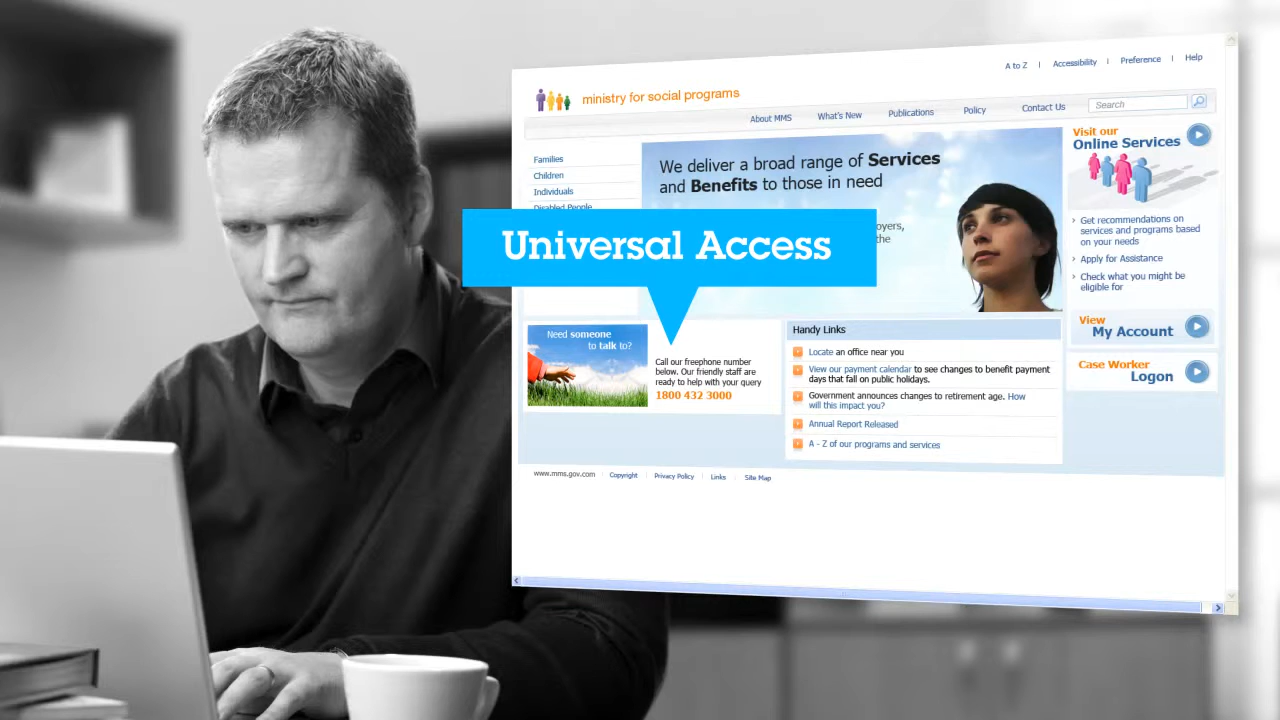 A to Z | Accessibility | Preference | Help
ministry for social programs
About MMS What's New Publications Policy Contact Us Search
Families
Children
Individuals
Disabled People
We deliver a broad range of Services
and Benefits to those in need
oyers,
the
Universal Access
Visit our
Online Services
› Get recommendations on
services and programs based
on your needs
› Apply for Assistance
› Check what you might be
eligible for
View
My Account
Case Worker
Logon
Need someone
to talk to?
Call our freephone number
below. Our friendly staff are
ready to help with your query
1800 432 3000
Handy Links
Locate an office near you
View our payment calendar to see changes to benefit payment
days that fall on public holidays.
Government announces changes to retirement age. How
will this impact you?
Annual Report Released
A - Z of our programs and services
www.mms.gov.com | Copyright | Privacy Policy | Links | Site Map